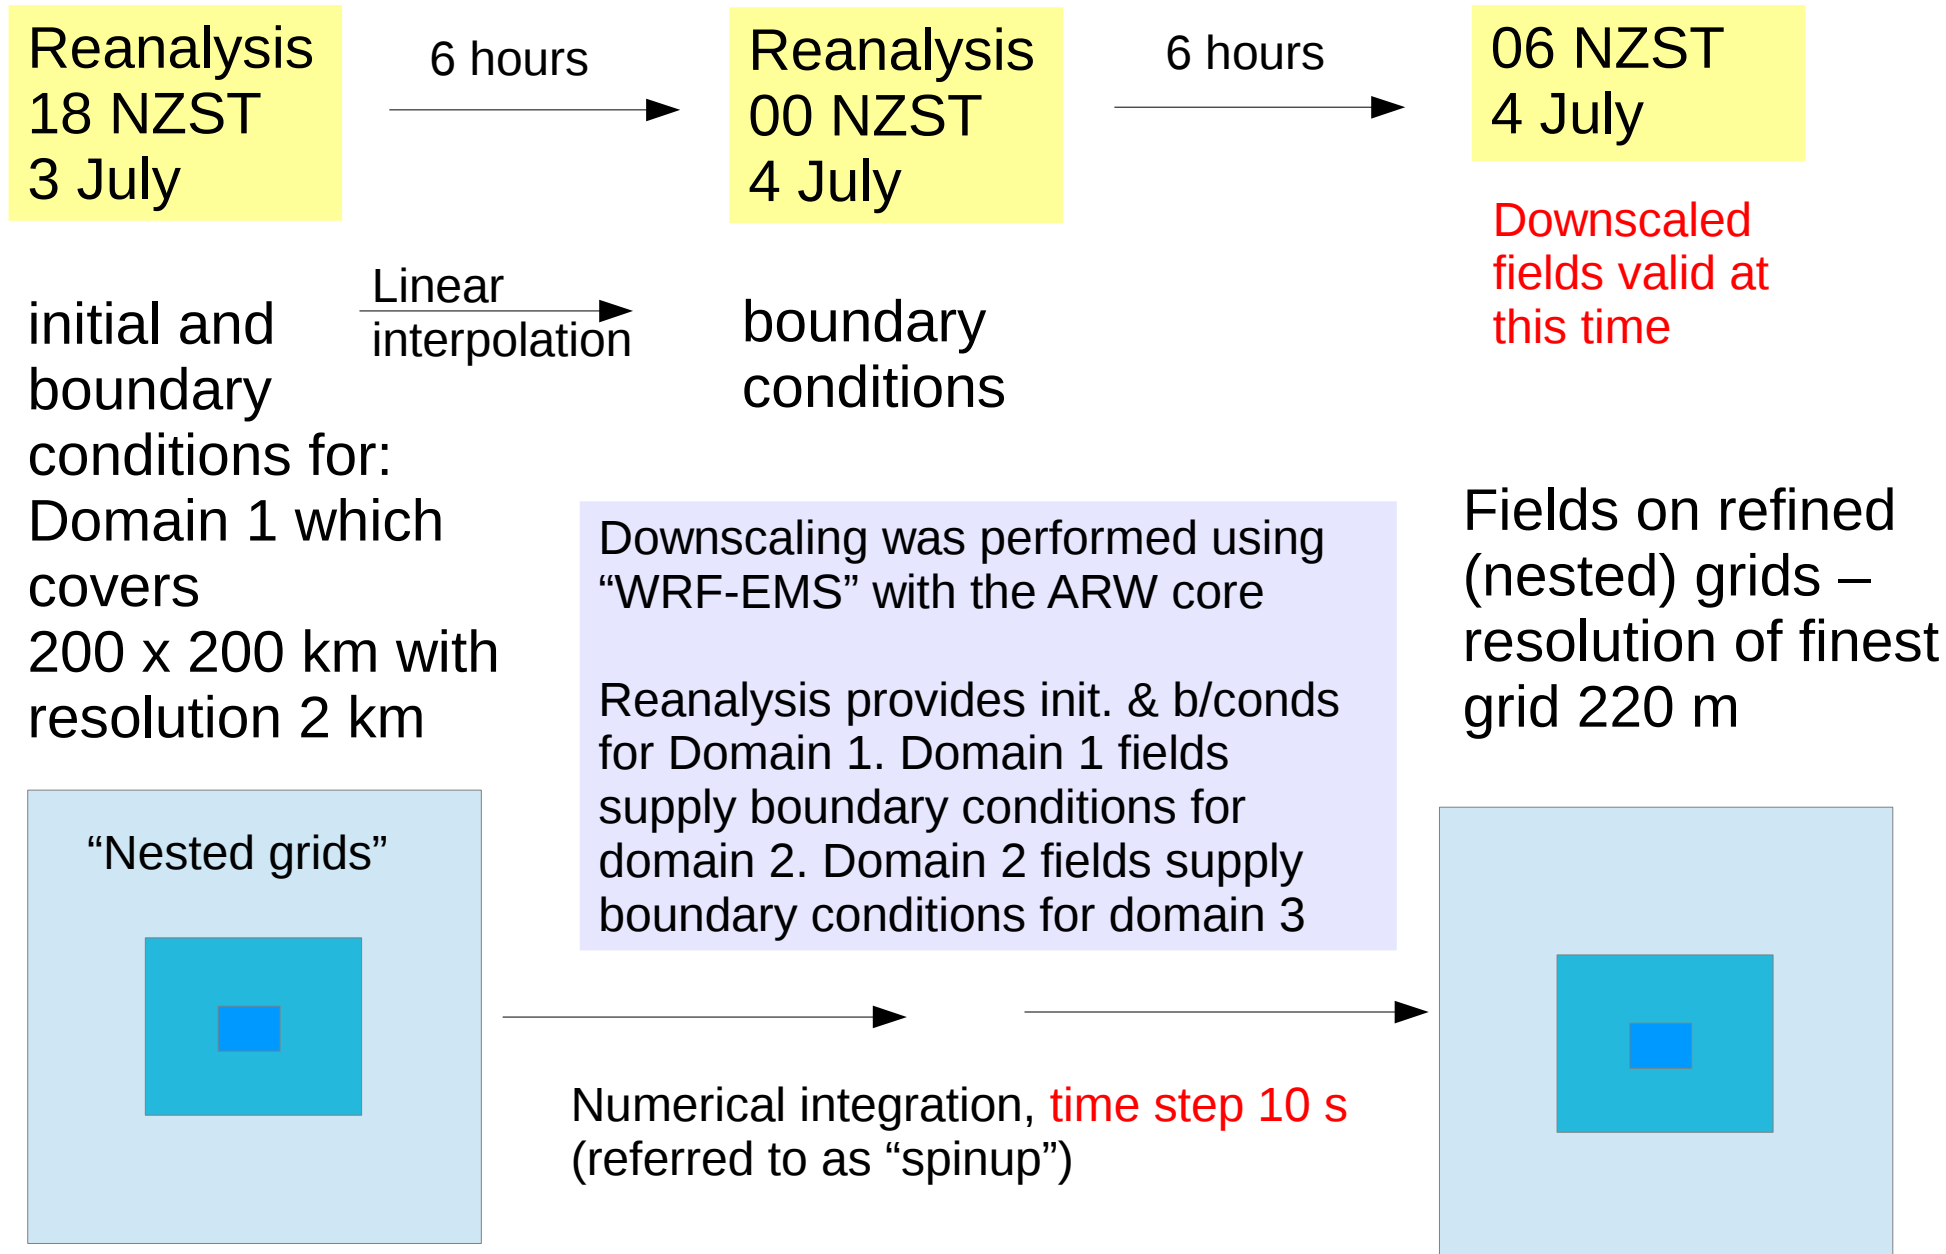 Reanalysis
18 NZST
3 July
6 hours
Reanalysis
00 NZST
4 July
6 hours
06 NZST
4 July
Downscaled
fields valid at
this time
initial and
boundary
conditions for:
Domain 1 which
covers
200 x 200 km with
resolution 2 km
Linear
interpolation
boundary
conditions
Downscaling was performed using
“WRF-EMS” with the ARW core
Reanalysis provides init. & b/conds
for Domain 1. Domain 1 fields
supply boundary conditions for
domain 2. Domain 2 fields supply
boundary conditions for domain 3
Fields on refined
(nested) grids –
resolution of finest
grid 220 m
“Nested grids”
Numerical integration, time step 10 s
(referred to as “spinup”)